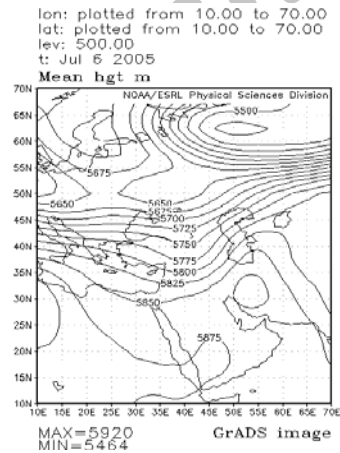 lon: plotted from 10.00 to 70.00
lat: plotted from 10.00 to 70.00
lev: 500.00
t: Jul 6 2005
Mean hgt m
NOAA/ESRL Physical Sciences Division
70N
65N
60N
55N
50N
45N
40N
35N
30N
25N
20N
15N
10N
5500
5675
5650
5650
5675
5700
5725
5750
5775
5800
5825
5850
5875
10E 15E 20E 25E 30E 35E 40E 45E 50E 55E 60E 65E 70E
MAX=5920
GrADS image
MIN=5464